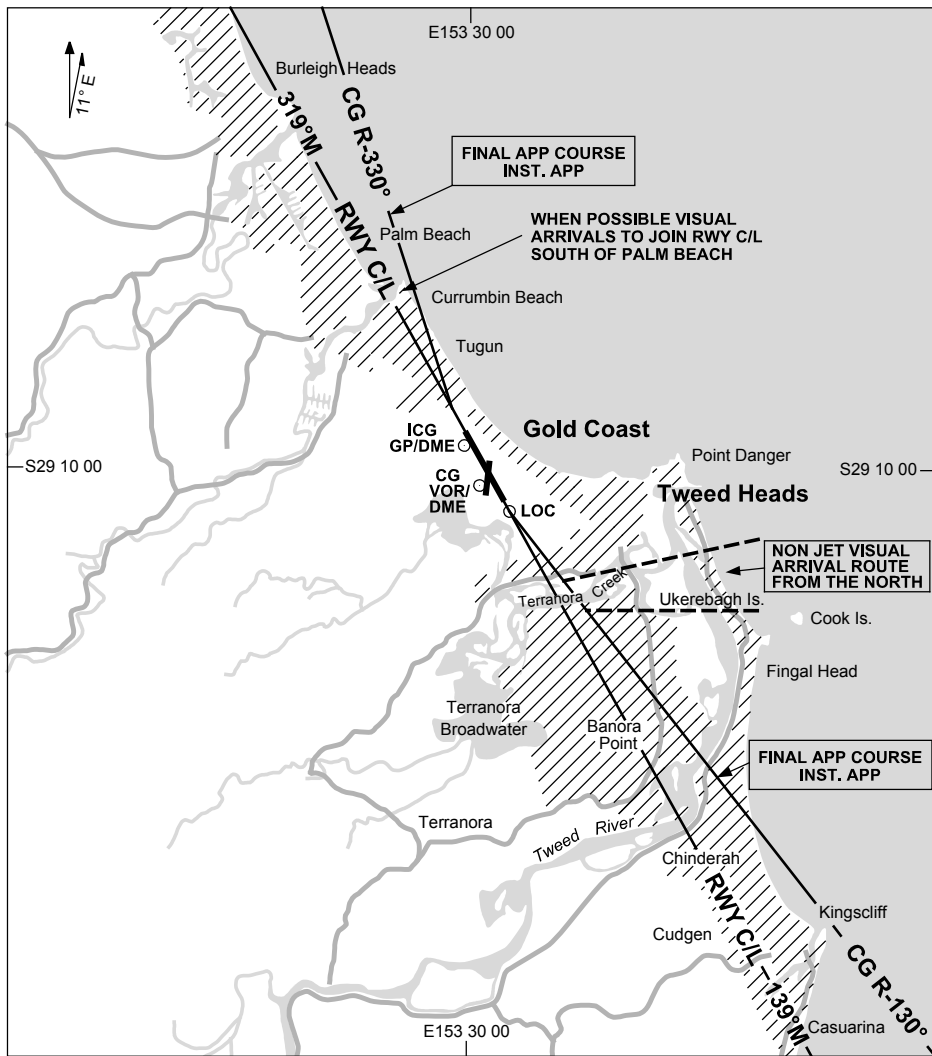 E153 30 00
11° E
Burleigh Heads
319°M
RWY C/L
CG R-330°
FINAL APP COURSE
INST. APP
Palm Beach
WHEN POSSIBLE VISUAL
ARRIVALS TO JOIN RWY C/L
SOUTH OF PALM BEACH
Currumbin Beach
Tugun
ICG
GP/DME
Gold Coast
S29 10 00
CG
VOR/
DME
LOC
Point Danger
S29 10 00
Tweed Heads
NON JET VISUAL
ARRIVAL ROUTE
FROM THE NORTH
Terranora Creek
Ukerebagh Is.
Cook Is.
Fingal Head
Terranora
Broadwater
Banora
Point
FINAL APP COURSE
INST. APP
Terranora
Tweed River
Chinderah
RWY C/L
139°M
Kingscliff
Cudgen
CG R-130°
Casuarina
E153 30 00